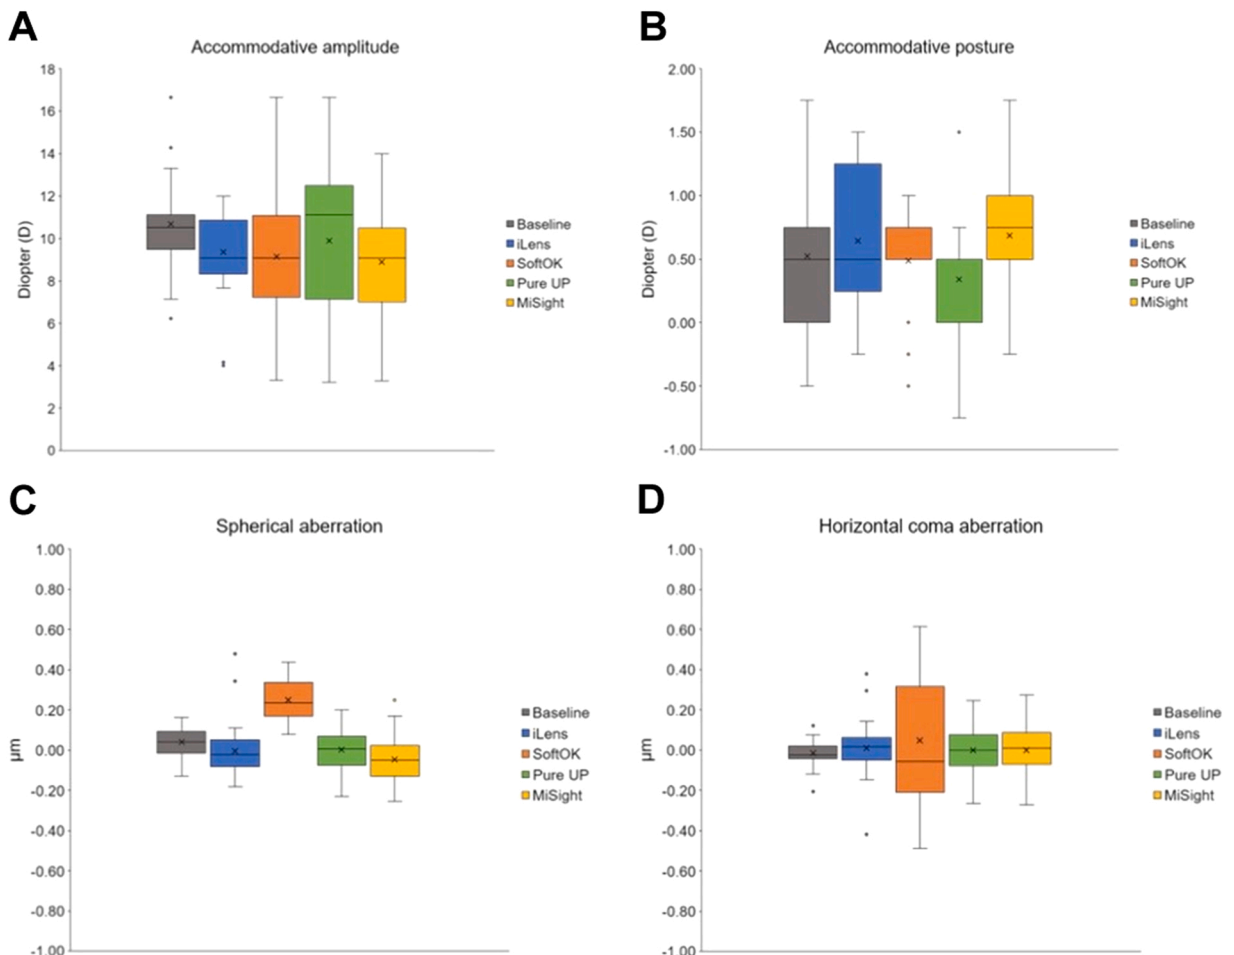 A
Accommodative amplitude
18
16
14
12
10
8
6
4
2
0
Diopter (D)
Baseline
iLens
SoftOK
Pure UP
MiSight
B
Accommodative posture
2.00
1.50
1.00
0.50
0.00
-0.50
-1.00
Diopter (D)
Baseline
iLens
SoftOK
Pure UP
MiSight
C
Spherical aberration
1.00
0.80
0.60
0.40
0.20
0.00
-0.20
-0.40
-0.60
-0.80
-1.00
µm
Baseline
iLens
SoftOK
Pure UP
MiSight
D
Horizontal coma aberration
1.00
0.80
0.60
0.40
0.20
0.00
-0.20
-0.40
-0.60
-0.80
-1.00
µm
Baseline
iLens
SoftOK
Pure UP
MiSight